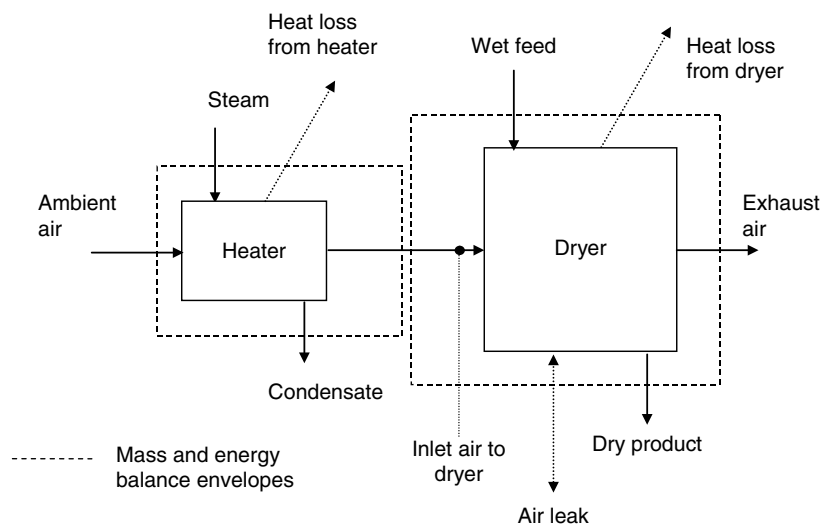 Heat loss
from heater
Wet feed
Heat loss
from dryer
Steam
Ambient
air
Heater
Dryer
Exhaust
air
Condensate
Inlet air to
dryer
Dry product
Air leak
Mass and energy
balance envelopes